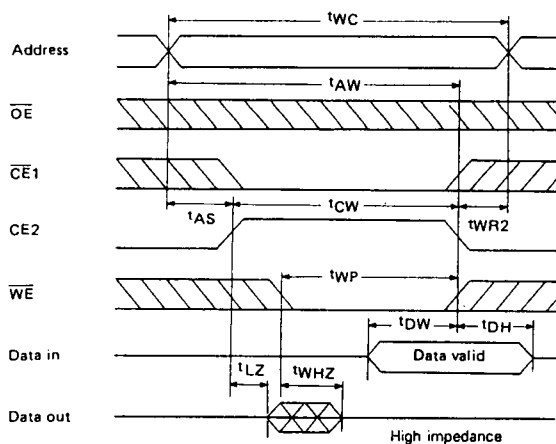 tWC
Address
tAW
OE
CE1
tAS
tCW
tWR2
CE2
tWP
WE
tDW
tDH
Data in
Data valid
tLZ
tWHZ
Data out
High impedance